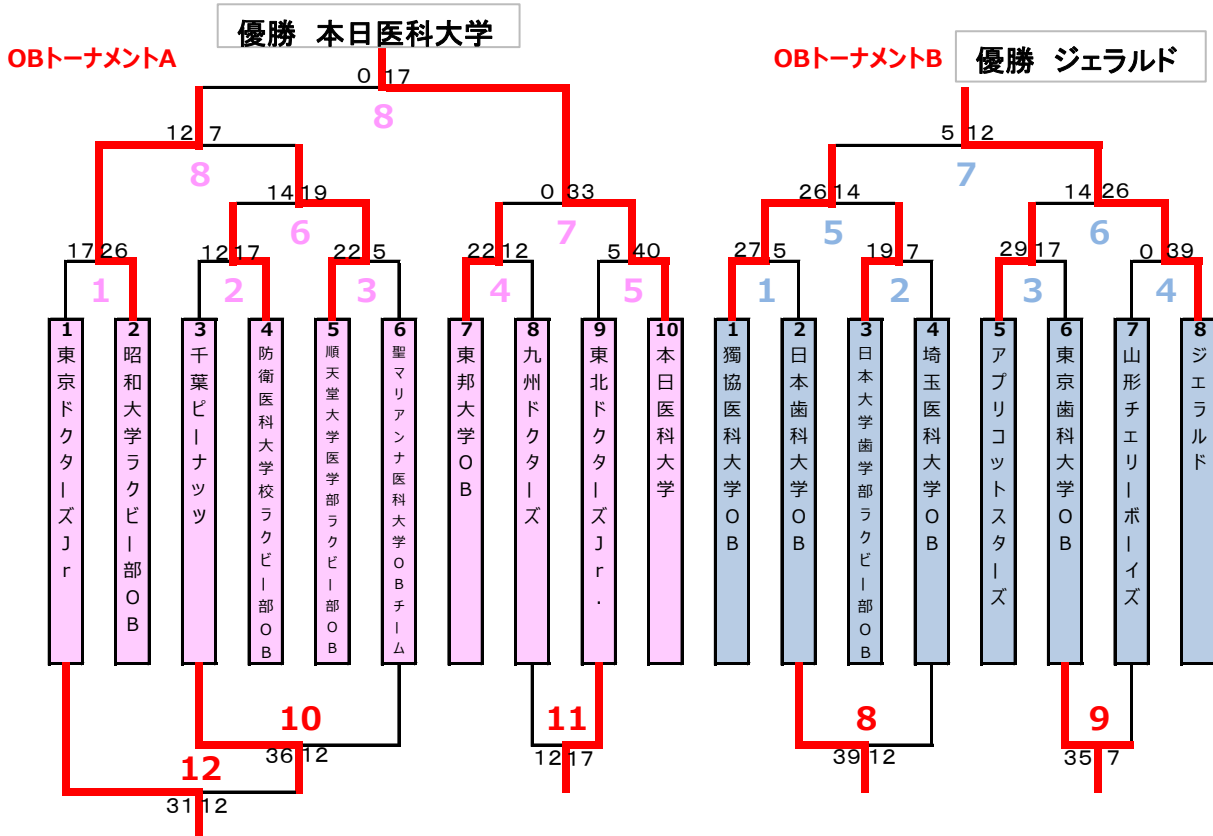 優勝 本日医科大学
OBトーナメントA
OBトーナメントB
優勝 ジェラルド
0 17
8
12 7
8
5 12
7
14 19
6
0 33
7
26 14
5
14 26
6
17 26
1
12 17
2
22 5
3
22 12
4
5 40
5
27 5
1
19 7
2
29 17
3
0 39
4
1 東京ドクターズJr
2 昭和大学ラクビー部OB
3 千葉ピーナッツ
4 防衛医科大学校ラクビー部OB
5 順天堂大学医学部ラクビー部OB
6 聖マリアンナ医科大学OBチーム
7 東邦大学OB
8 九州ドクターズ
9 東北ドクターズJr.
10 本日医科大学
1 獨協医科大学OB
2 日本歯科大学OB
3 日本大学歯学部ラクビー部OB
4 埼玉医科大学OB
5 アプリコットスターズ
6 東京歯科大学OB
7 山形チエリーボーイズ
8 ジエラルド
10
36 12
11
12 17
8
39 12
9
35 7
12
31 12